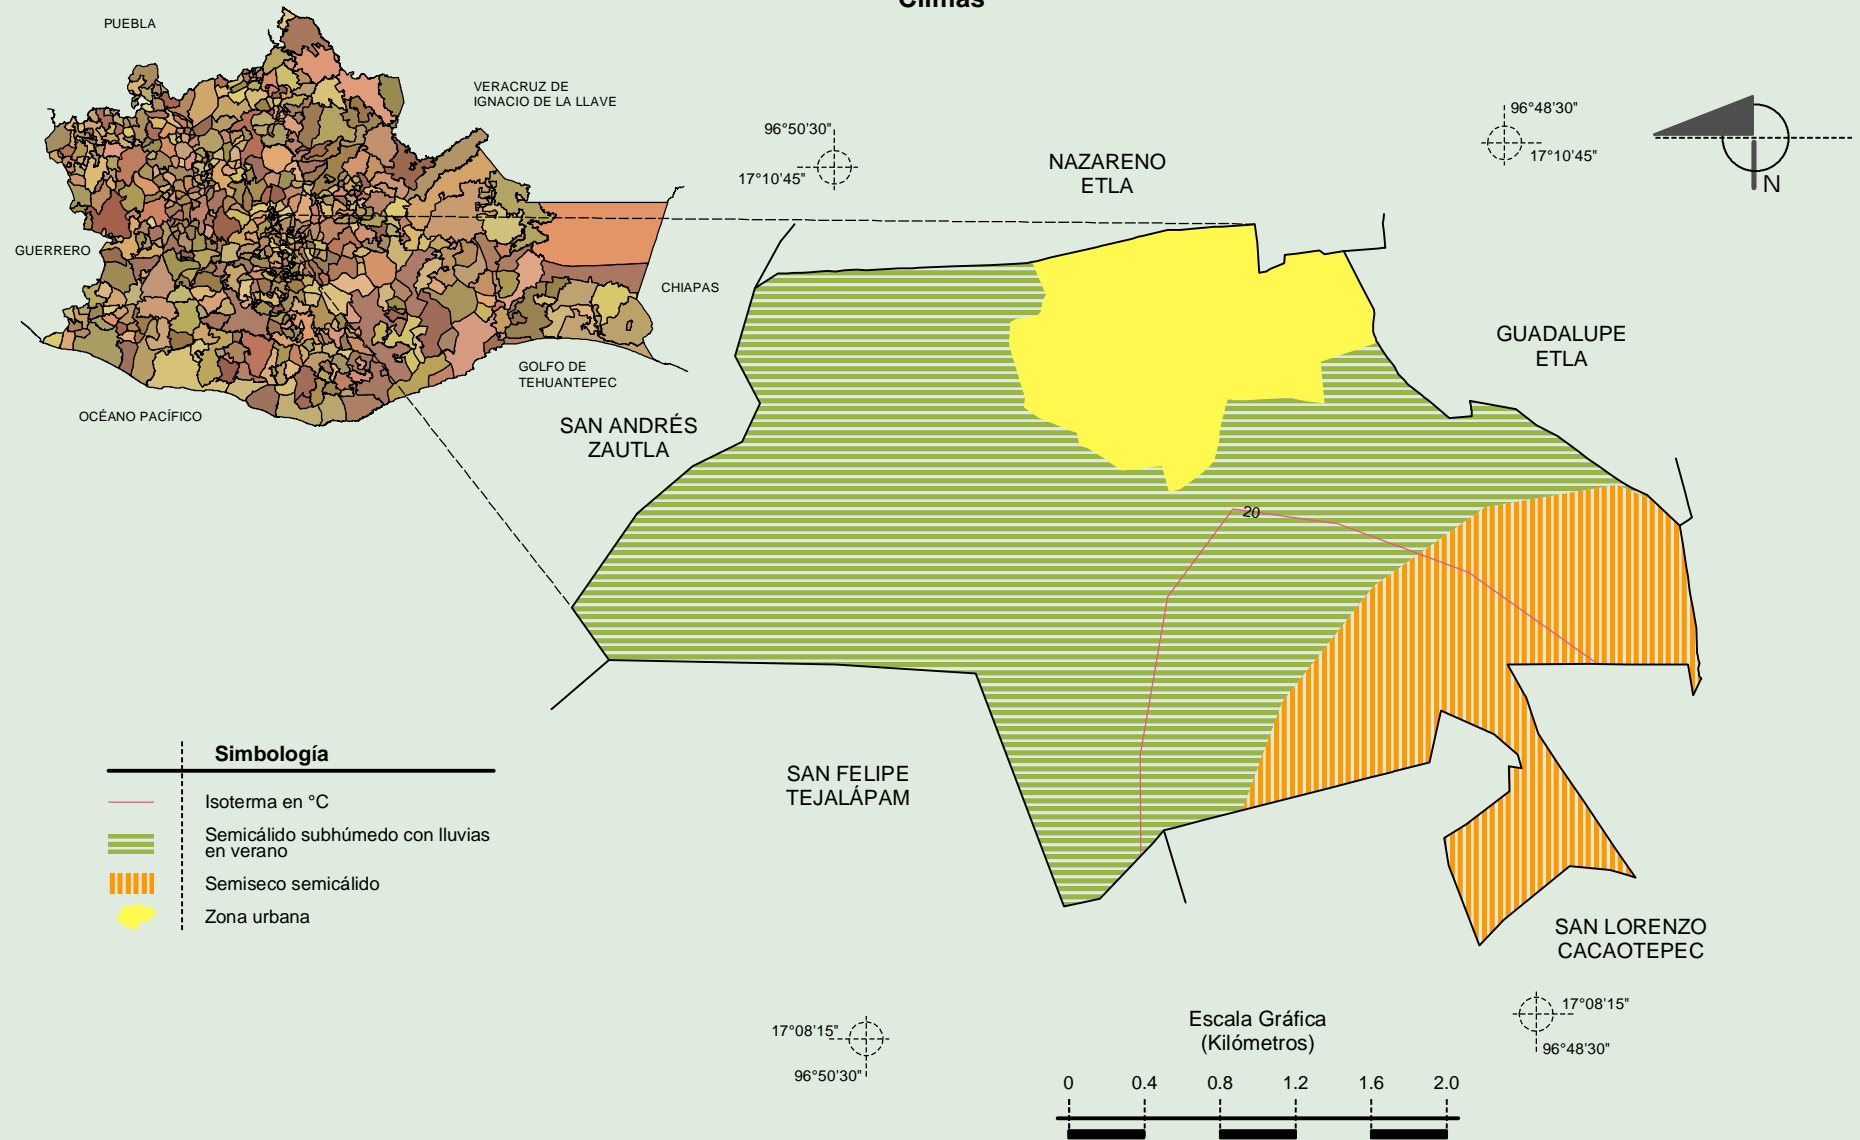 Climas
PUEBLA
VERACRUZ DE
IGNACIO DE LA LLAVE
GUERRERO
CHIAPAS
GOLFO DE
TEHUANTEPEC
OCÉANO PACÍFICO
96°50'30"
17°10'45"
96°48'30"
17°10'45"
N
NAZARENO
ETLA
GUADALUPE
ETLA
SAN ANDRÉS
ZAUTLA
20
SAN FELIPE
TEJALÁPAM
SAN LORENZO
CACAOTEPEC
Simbología
Isoterma en °C
Semicálido subhúmedo con lluvias
en verano
Semiseco semicálido
Zona urbana
17°08'15"
96°50'30"
17°08'15"
96°48'30"
Escala Gráfica
(Kilómetros)
0 0.4 0.8 1.2 1.6 2.0